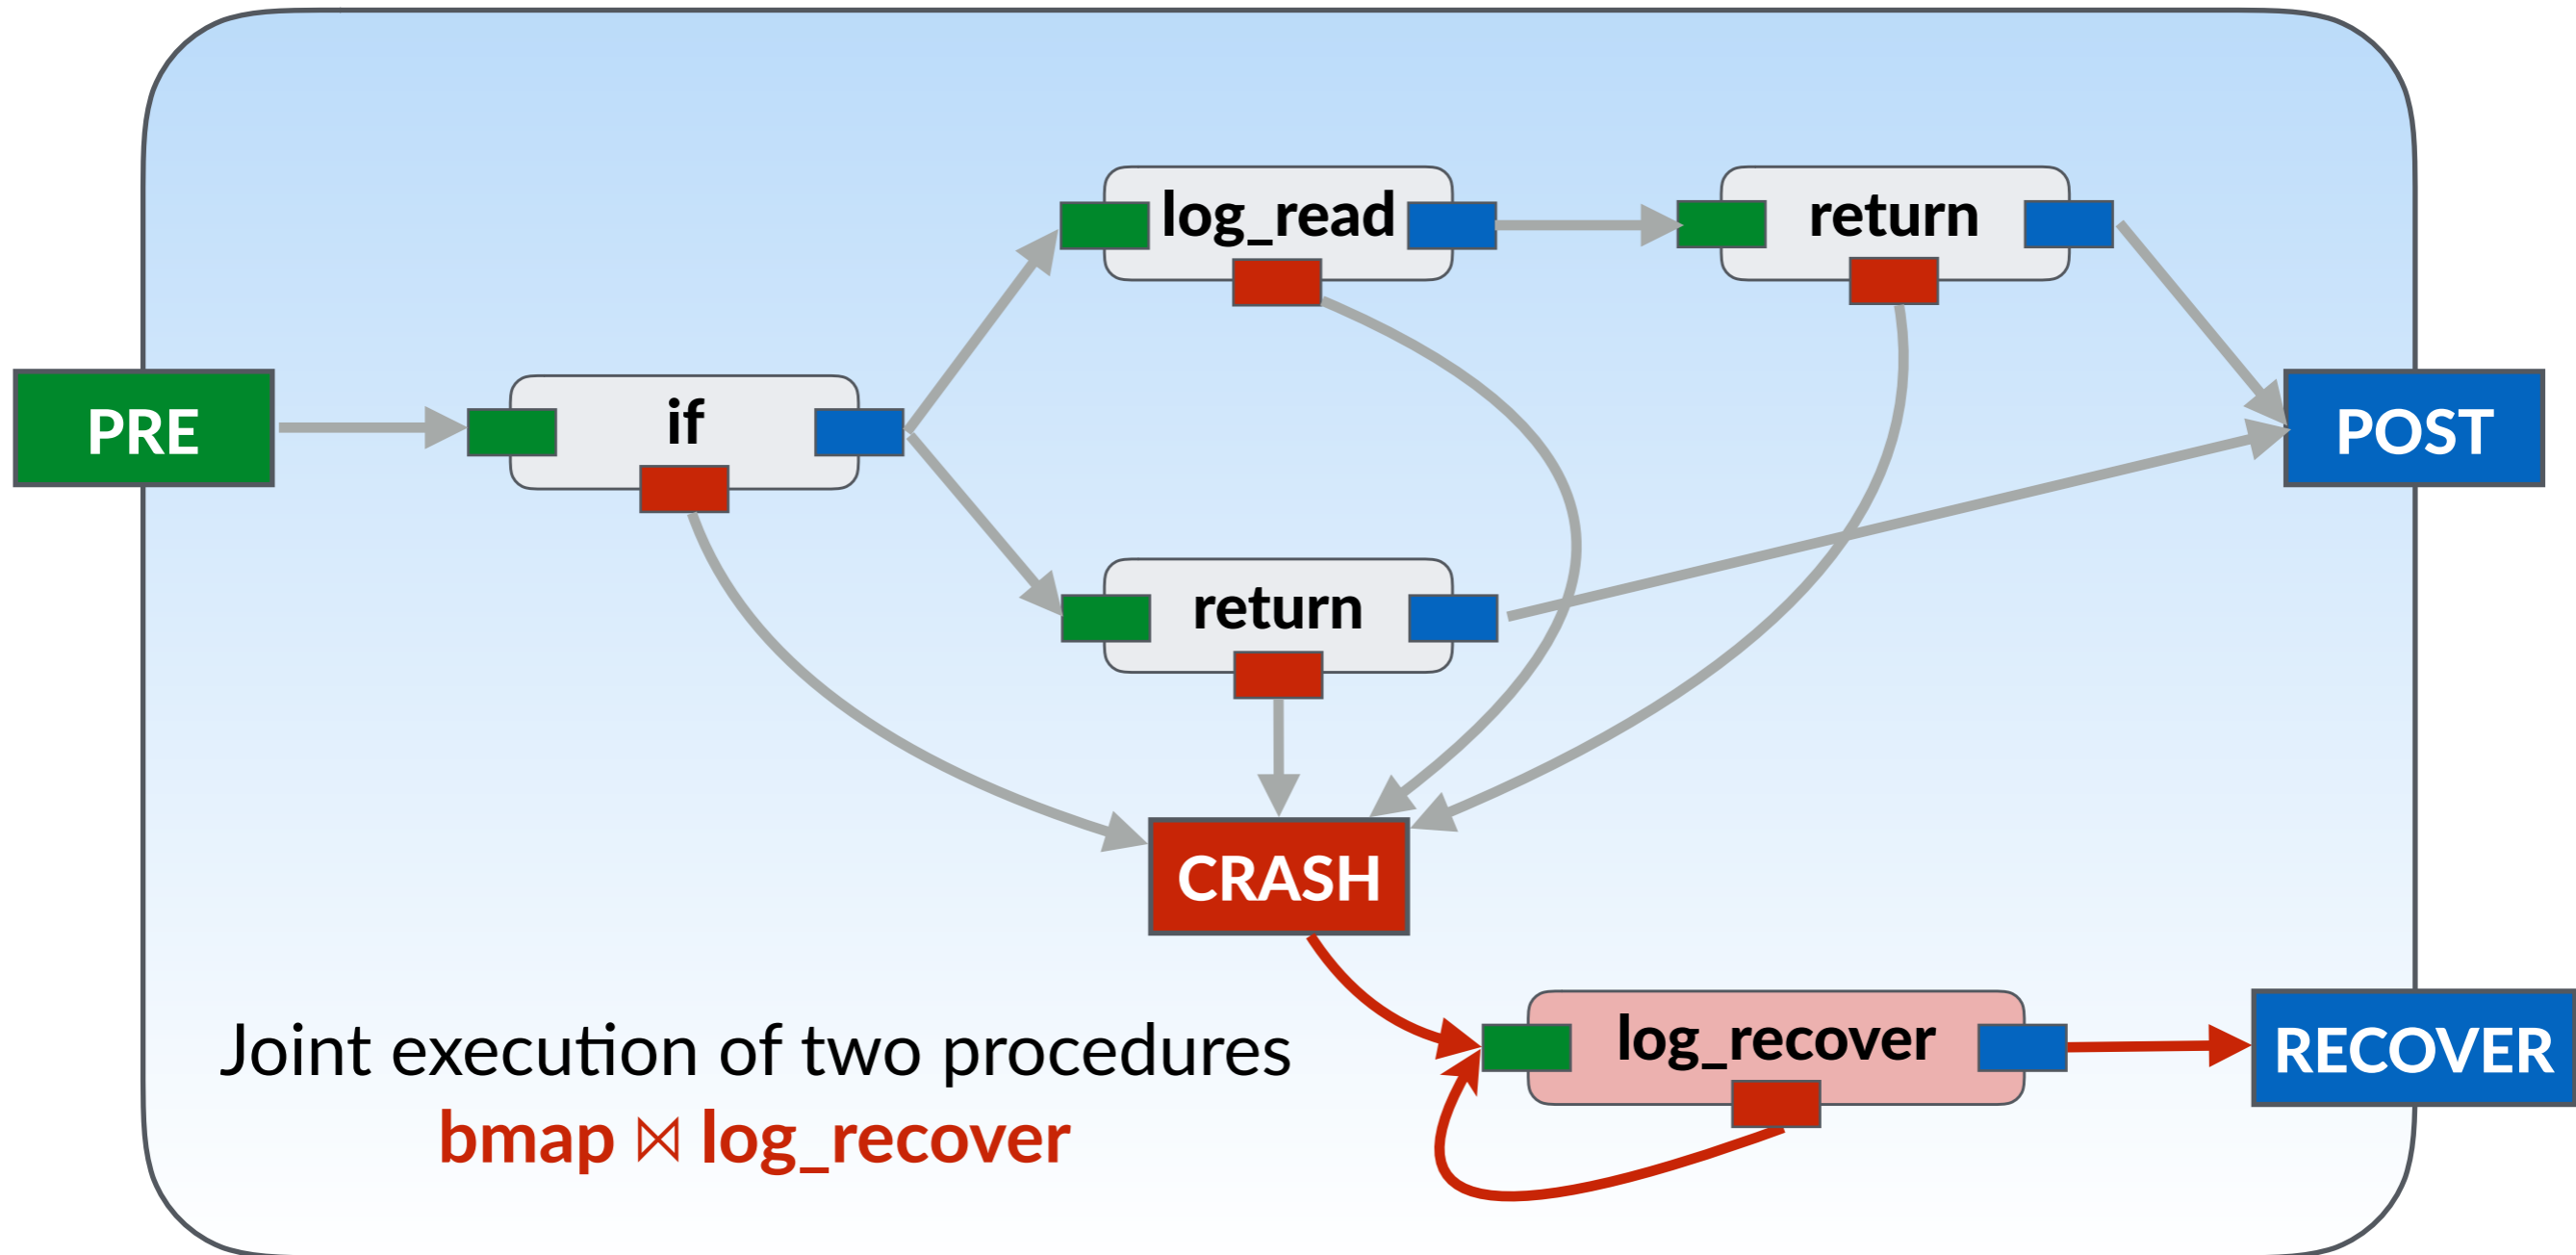 log_read
return
PRE
if
POST
return
CRASH
log_recover
RECOVER
Joint execution of two procedures
bmap ⋈ log_recover